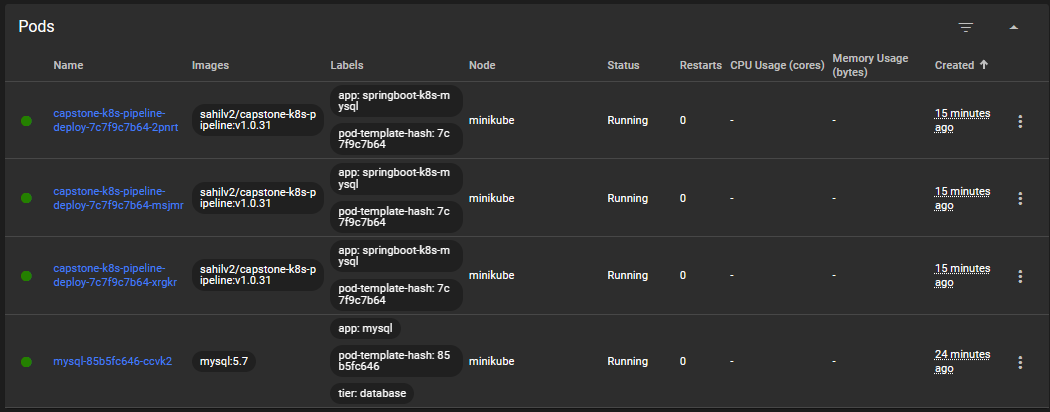 Pods
Name Images Labels Node Status Restarts CPU Usage (cores) Memory Usage
(bytes) Created
capstone-k8s-pipeline-
deploy-7c7f9c7b64-2pnrt
sahilv2/capstone-k8s-p
ipeline:v1.0.31
app: springboot-k8s-m
ysql
pod-template-hash: 7c
7f9c7b64
minikube
Running
0
-
-
15 minutes
ago
capstone-k8s-pipeline-
deploy-7c7f9c7b64-msjmr
sahilv2/capstone-k8s-p
ipeline:v1.0.31
app: springboot-k8s-m
ysql
pod-template-hash: 7c
7f9c7b64
minikube
Running
0
-
-
15 minutes
ago
capstone-k8s-pipeline-
deploy-7c7f9c7b64-xrgkr
sahilv2/capstone-k8s-p
ipeline:v1.0.31
app: springboot-k8s-m
ysql
pod-template-hash: 7c
7f9c7b64
minikube
Running
0
-
-
15 minutes
ago
mysql-85b5fc646-ccvk2
mysql:5.7
app: mysql
pod-template-hash: 85
b5fc646
tier: database
minikube
Running
0
-
-
24 minutes
ago